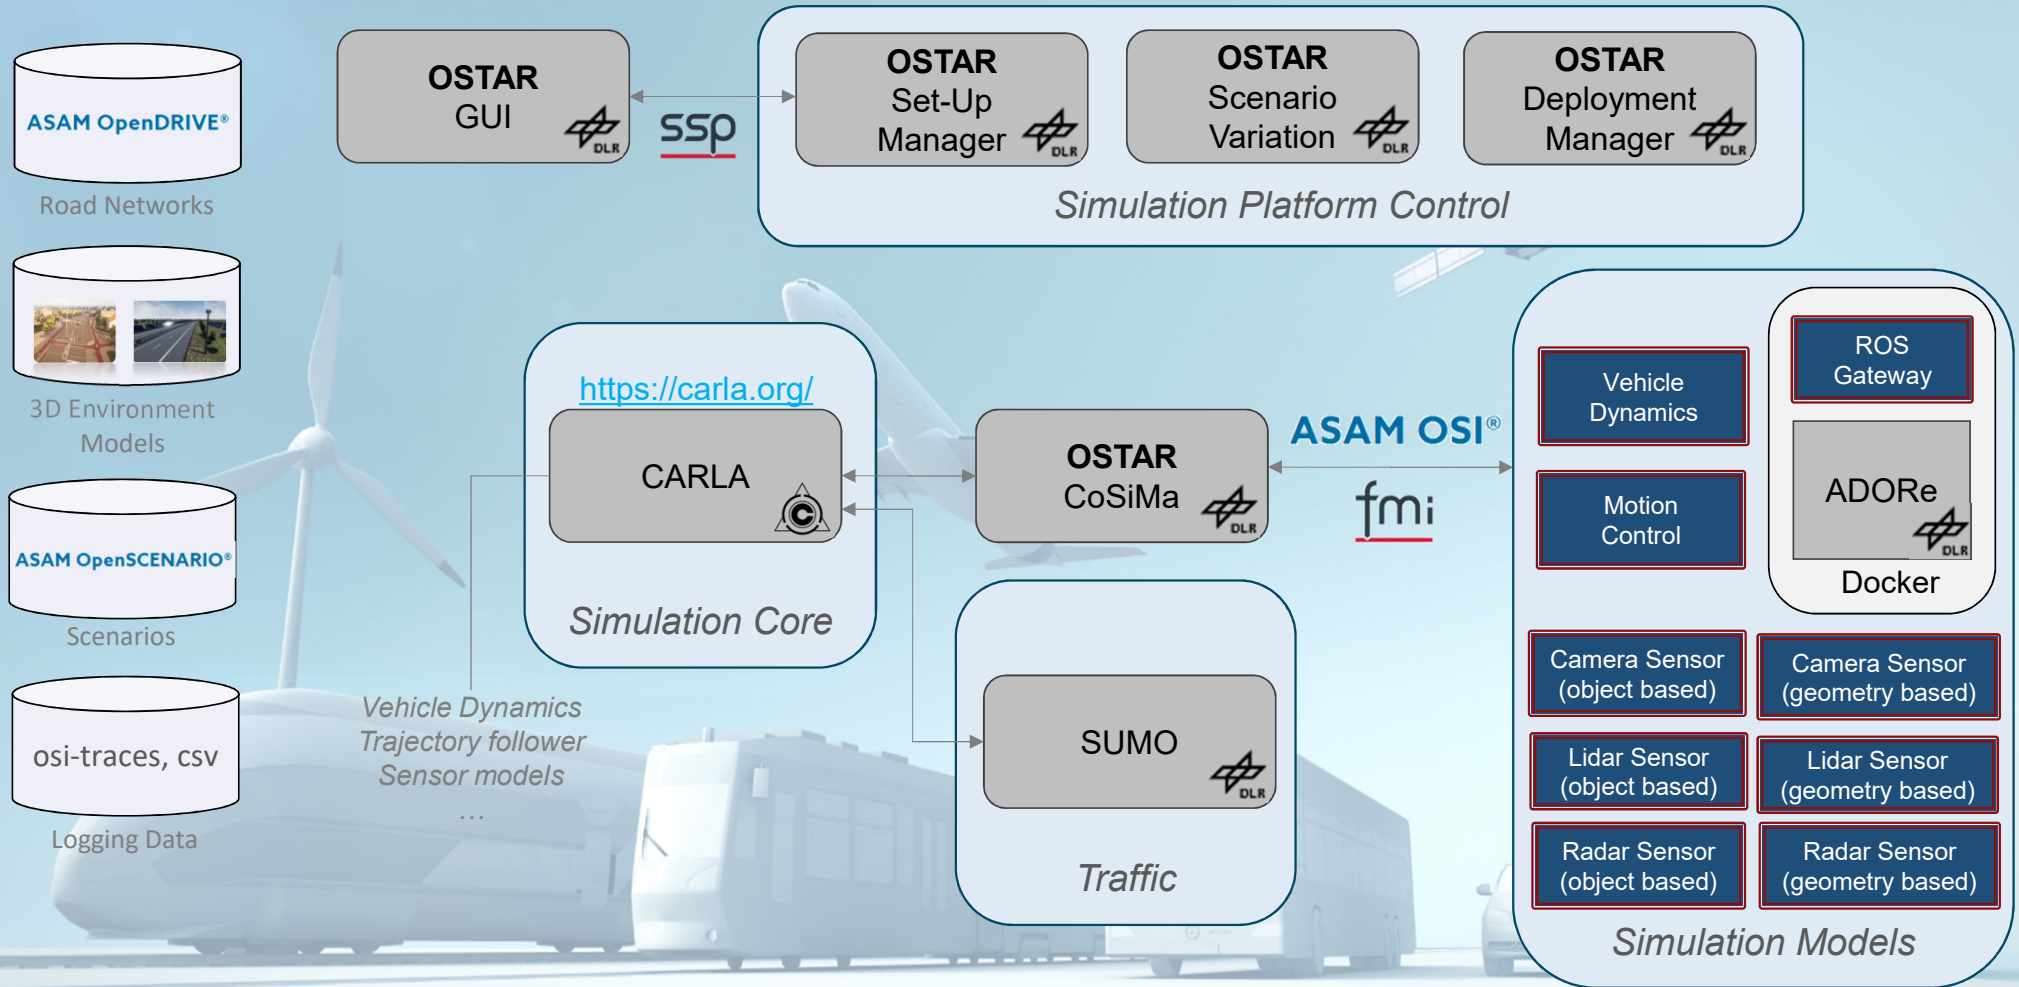 ASAM OpenDRIVE®
Road Networks
3D Environment
Models
ASAM OpenSCENARIO®
Scenarios
osi-traces, csv
Logging Data
OSTAR
GUI
DLR
ssp
OSTAR
Set-Up
Manager
DLR
OSTAR
Scenario
Variation
DLR
OSTAR
Deployment
Manager
DLR
Simulation Platform Control
https://carla.org/
CARLA
C
Simulation Core
Vehicle Dynamics
Trajectory follower
Sensor models
...
OSTAR
CoSiMa
DLR
ASAM OSI®
fmi
SUMO
DLR
Traffic
Vehicle
Dynamics
Motion
Control
ROS
Gateway
ADORe
DLR
Docker
Camera Sensor
(object based)
Camera Sensor
(geometry based)
Lidar Sensor
(object based)
Lidar Sensor
(geometry based)
Radar Sensor
(object based)
Radar Sensor
(geometry based)
Simulation Models